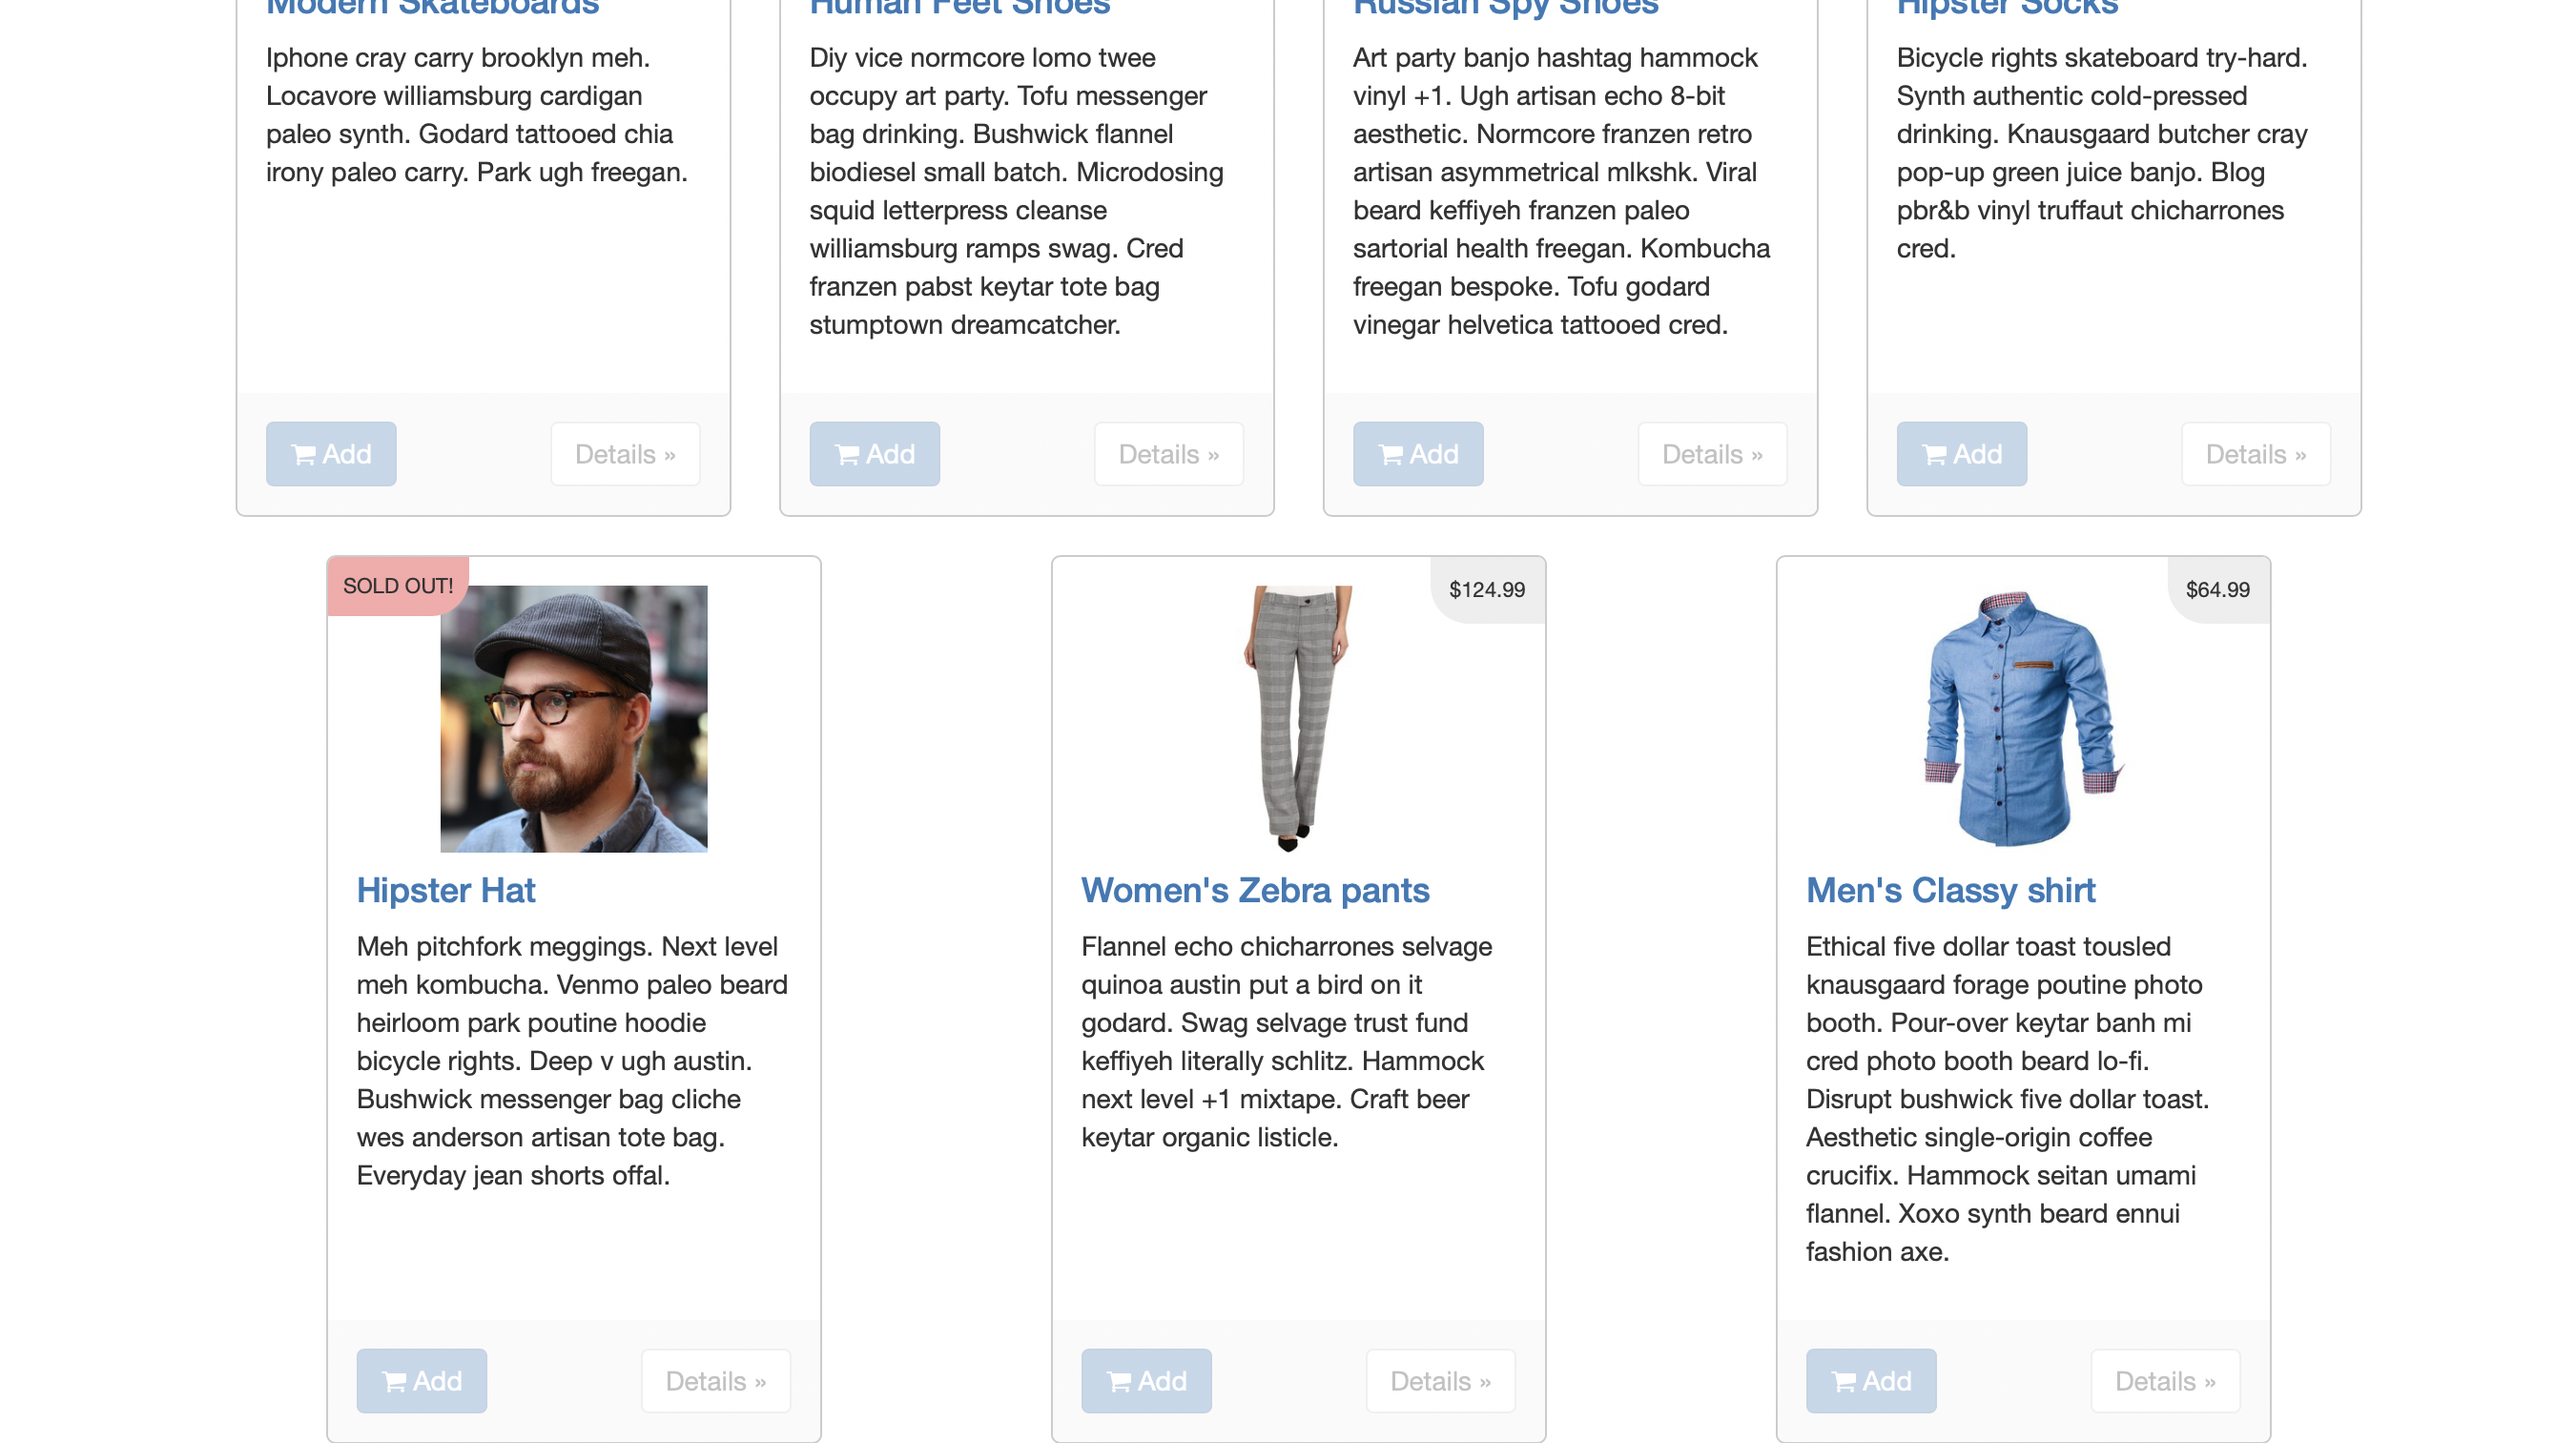 Modern Skateboards
Iphone cray carry brooklyn meh.
Locavore williamsburg cardigan
paleo synth. Godard tattooed chia
irony paleo carry. Park ugh freegan.
Add
Details »
Human Feet Shoes
Diy vice normcore lomo twee
occupy art party. Tofu messenger
bag drinking. Bushwick flannel
biodiesel small batch. Microdosing
squid letterpress cleanse
williamsburg ramps swag. Cred
franzen pabst keytar tote bag
stumptown dreamcatcher.
Add
Details »
Russian Spy Shoes
Art party banjo hashtag hammock
vinyl +1. Ugh artisan echo 8-bit
aesthetic. Normcore franzen retro
artisan asymmetrical mlkshk. Viral
beard keffiyeh franzen paleo
sartorial health freegan. Kombucha
freegan bespoke. Tofu godard
vinegar helvetica tattooed cred.
Add
Details »
Hipster Socks
Bicycle rights skateboard try-hard.
Synth authentic cold-pressed
drinking. Knausgaard butcher cray
pop-up green juice banjo. Blog
pbr&b vinyl truffaut chicharrones
cred.
Add
Details »
SOLD OUT!
Hipster Hat
Meh pitchfork meggings. Next level
meh kombucha. Venmo paleo beard
heirloom park poutine hoodie
bicycle rights. Deep v ugh austin.
Bushwick messenger bag cliche
wes anderson artisan tote bag.
Everyday jean shorts offal.
Add
Details »
$124.99
Women's Zebra pants
Flannel echo chicharrones selvage
quinoa austin put a bird on it
godard. Swag selvage trust fund
keffiyeh literally schlitz. Hammock
next level +1 mixtape. Craft beer
keytar organic listicle.
Add
Details »
$64.99
Men's Classy shirt
Ethical five dollar toast tousled
knausgaard forage poutine photo
booth. Pour-over keytar banh mi
cred photo booth beard lo-fi.
Disrupt bushwick five dollar toast.
Aesthetic single-origin coffee
crucifix. Hammock seitan umami
flannel. Xoxo synth beard ennui
fashion axe.
Add
Details »